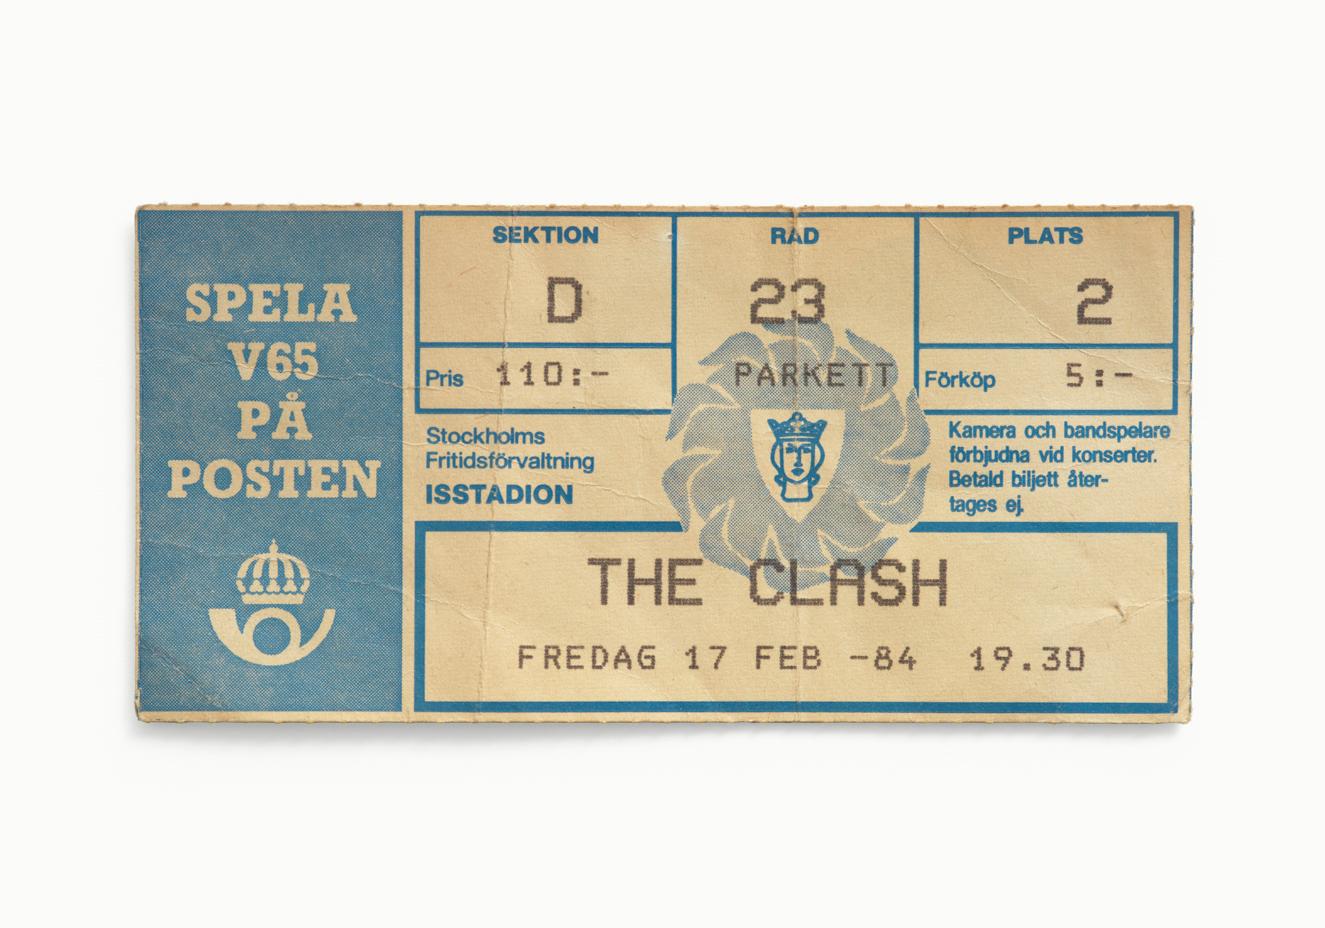 SPELA
V65
PÅ
POSTEN
SEKTION
D
RAD
23
PLATS
2
Pris 110:-
PARKETT
Förköp 5:-
Stockholms
Fritidsförvaltning
ISSTADION
Kamera och bandspelare
förbjudna vid konserter.
Betald biljett åter-
tages ej.
THE CLASH
FREDAG 17 FEB -84 19.30